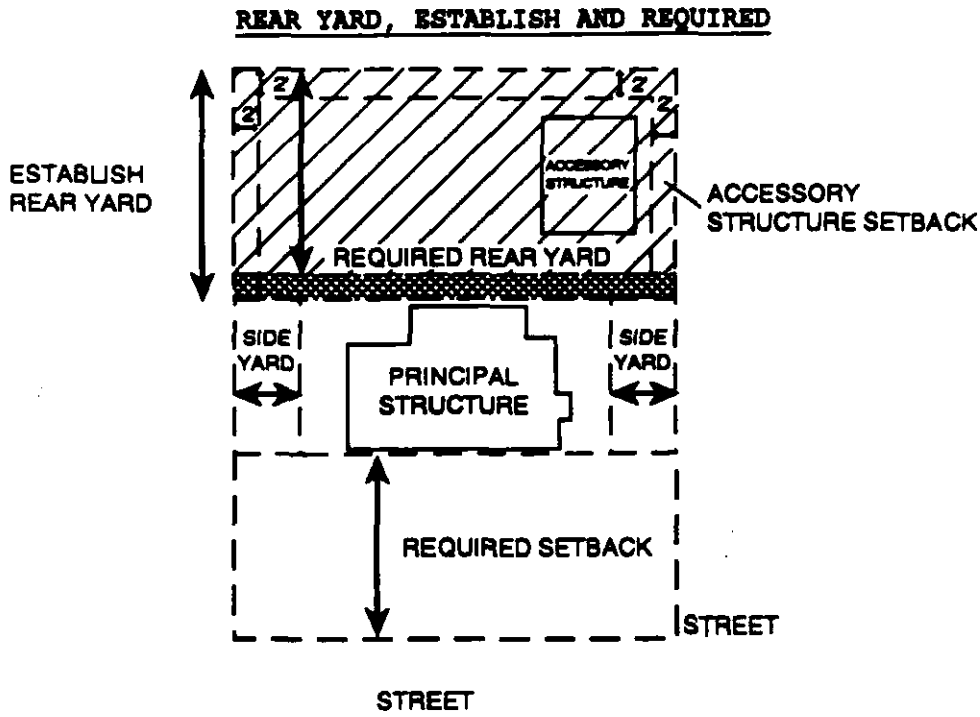 REAR YARD, ESTABLISH AND REQUIRED
2'
2'
2
2
ESTABLISH
REAR YARD
ACCESSORY
STRUCTURE
ACCESSORY
STRUCTURE SETBACK
REQUIRED REAR YARD
SIDE
YARD
SIDE
YARD
PRINCIPAL
STRUCTURE
REQUIRED SETBACK
STREET
STREET